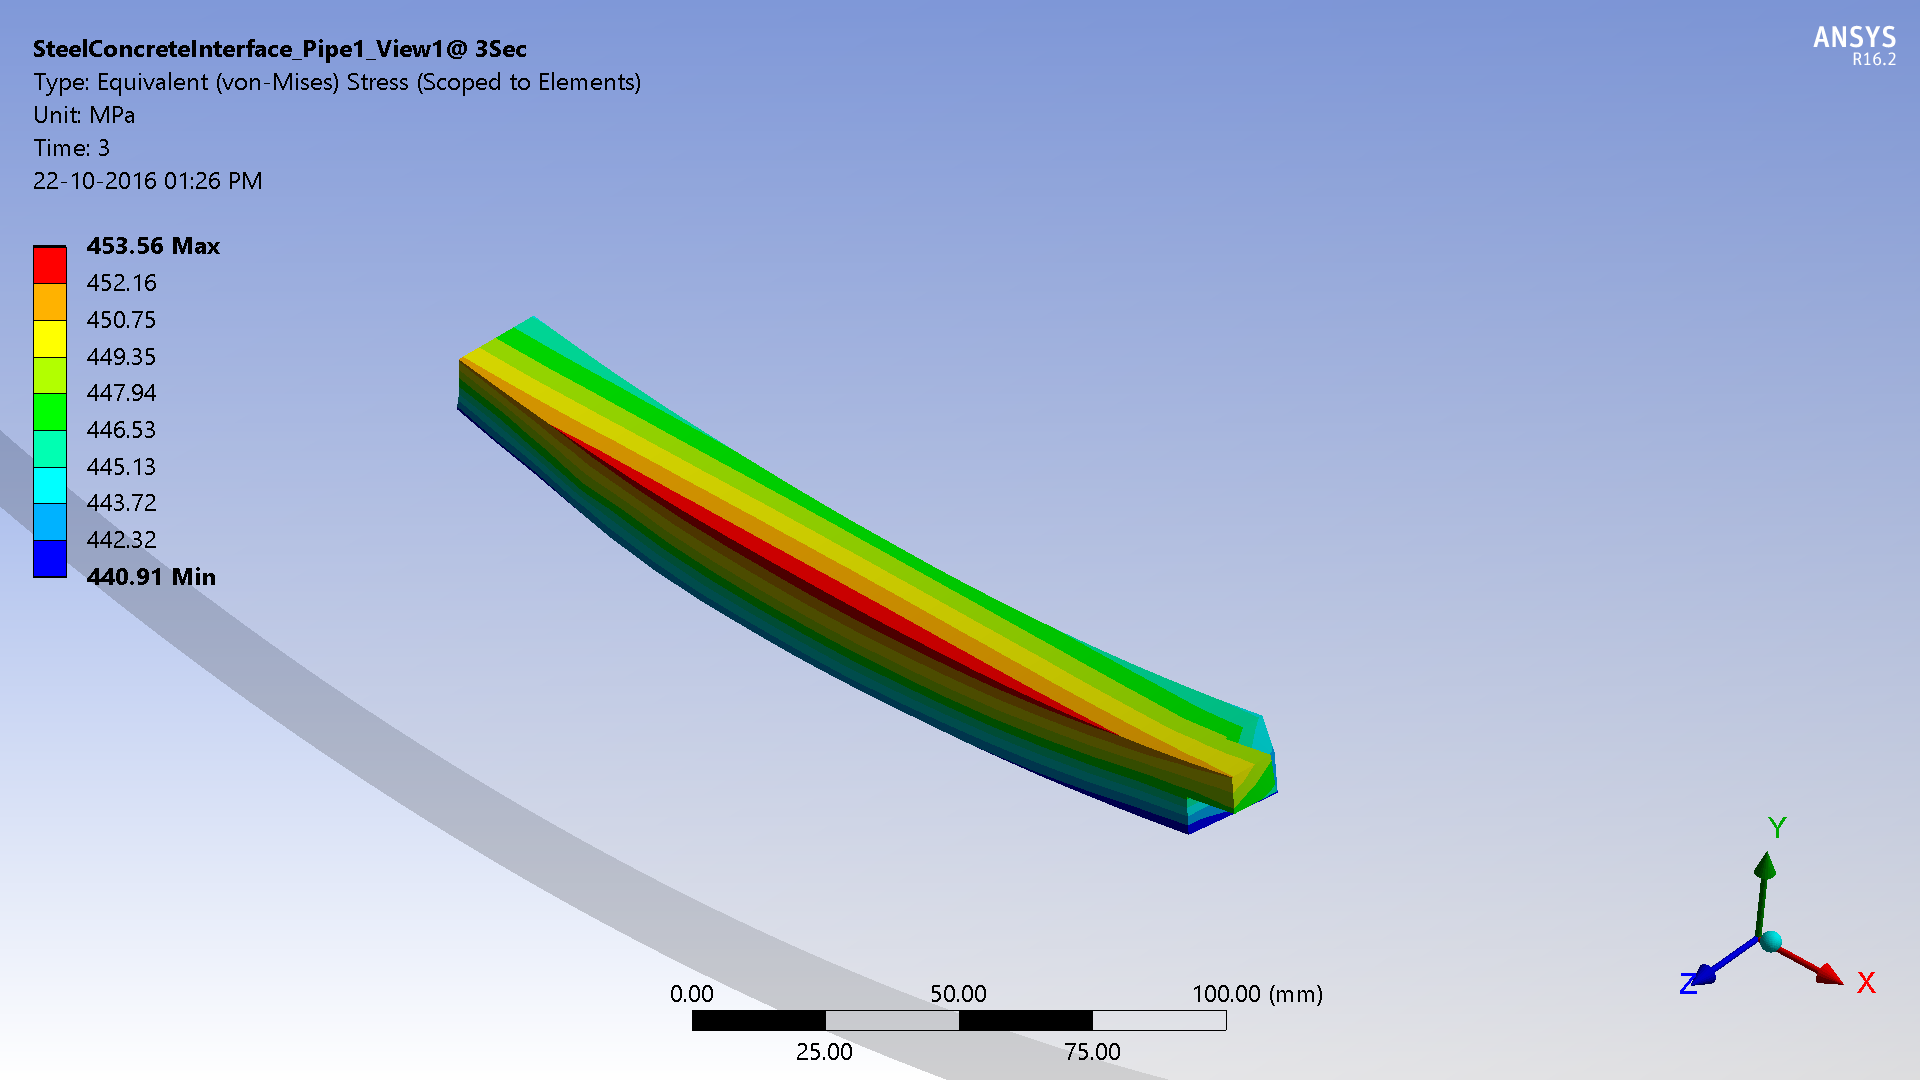 SteelConcreteInterface_Pipe1_View1@ 3Sec
Type: Equivalent (von-Mises) Stress (Scoped to Elements)
Unit: MPa
Time: 3
22-10-2016 01:26 PM
ANSYS
R16.2
453.56 Max
452.16
450.75
449.35
447.94
446.53
445.13
443.72
442.32
440.91 Min
Y
Z
X
0.00 50.00 100.00 (mm)
25.00 75.00